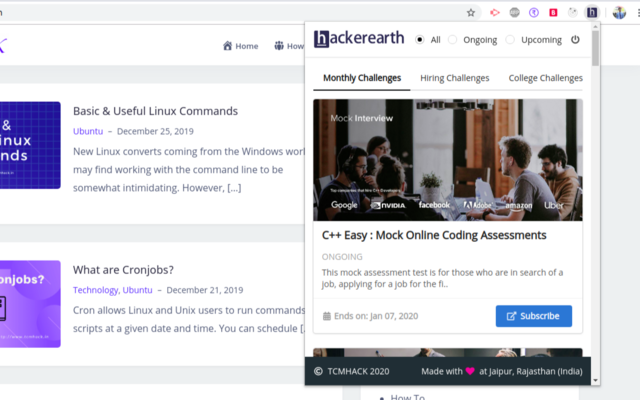 Home
How
Basic & Useful Linux Commands
Ubuntu – December 25, 2019
New Linux converts coming from the Windows
may find working with the command line to be
somewhat intimidating. However, [...]
What are Cronjobs?
Technology, Ubuntu – December 21, 2019
Cron allows Linux and Unix users to run commands
scripts at a given date and time. You can schedule [
hackerearth
All
Ongoing
Upcoming
Monthly Challenges
Hiring Challenges
College Challenges
Mock Interview
Top companies that hire C++ Developers
Google
NVIDIA
facebook
Adobe
amazon
Uber
C++ Easy : Mock Online Coding Assessments
ONGOING
This mock assessment test is for those who are in search of a
job, applying for a job for the fi..
Ends on: Jan 07, 2020
Subscribe
© TCMHACK 2020
Made with ❤ at Jaipur, Rajasthan (India)
How To